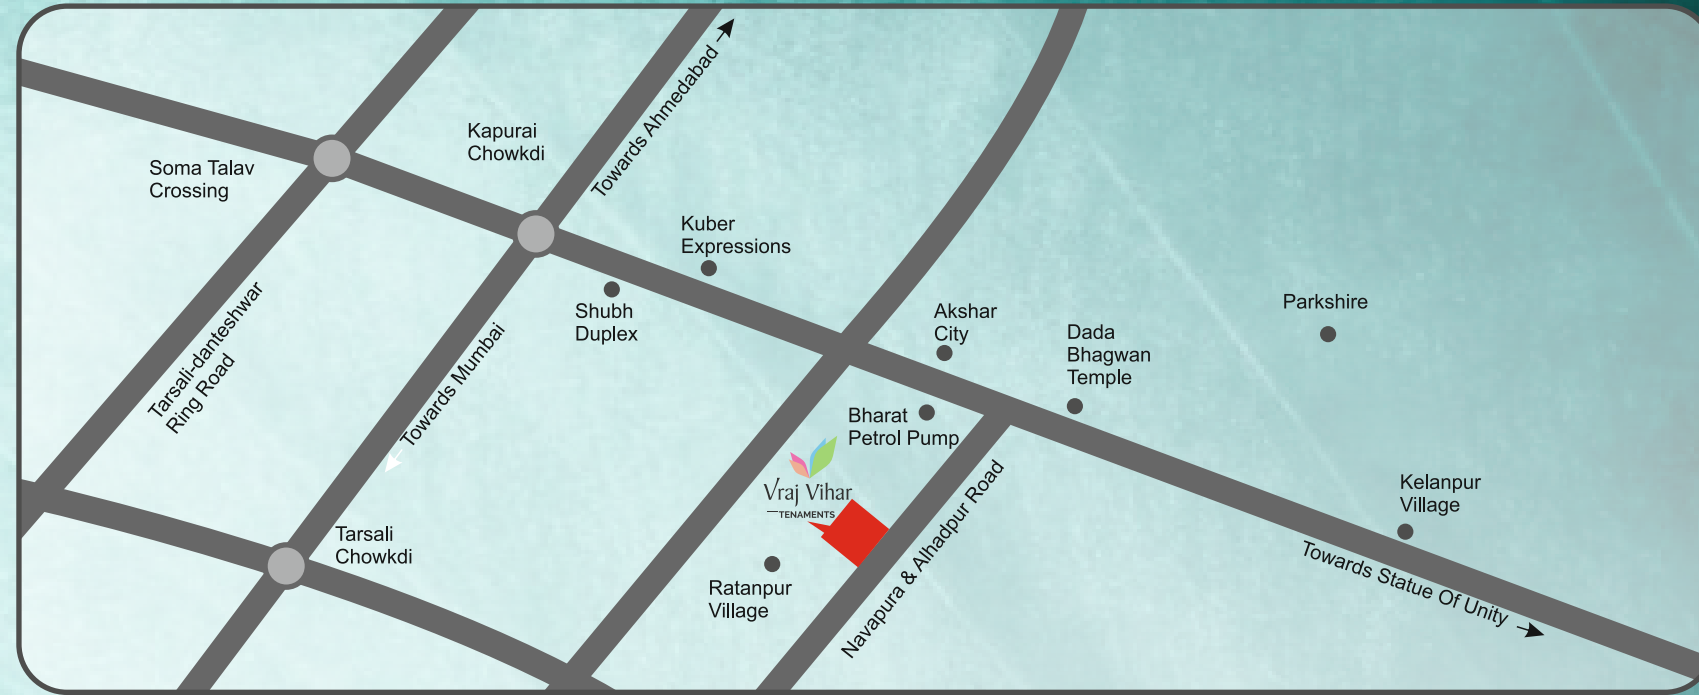 Kapurai
Chowkdi
Towards Ahmedabad
Soma Talav
Crossing
Kuber
Expressions
Shubh
Duplex
Tarsali-danteshwar
Ring Road
Towards Mumbai
Akshar
City
Dada
Bhagwan
Temple
Parkshire
Bharat
Petrol Pump
Vraj Vihar
TENAMENTS
Navapura & Alhadpur Road
Kelanpur
Village
Towards Statue Of Unity
Tarsali
Chowkdi
Ratanpur
Village